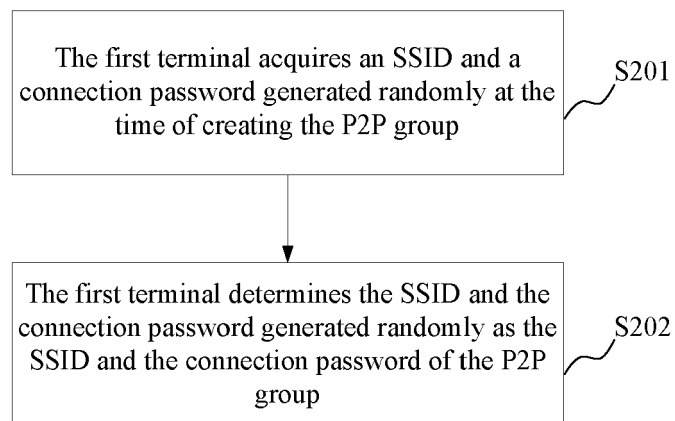 The first terminal acquires an SSID and a
connection password generated randomly at the
time of creating the P2P group
S201
The first terminal determines the SSID and the
connection password generated randomly as the
SSID and the connection password of the P2P
group
S202